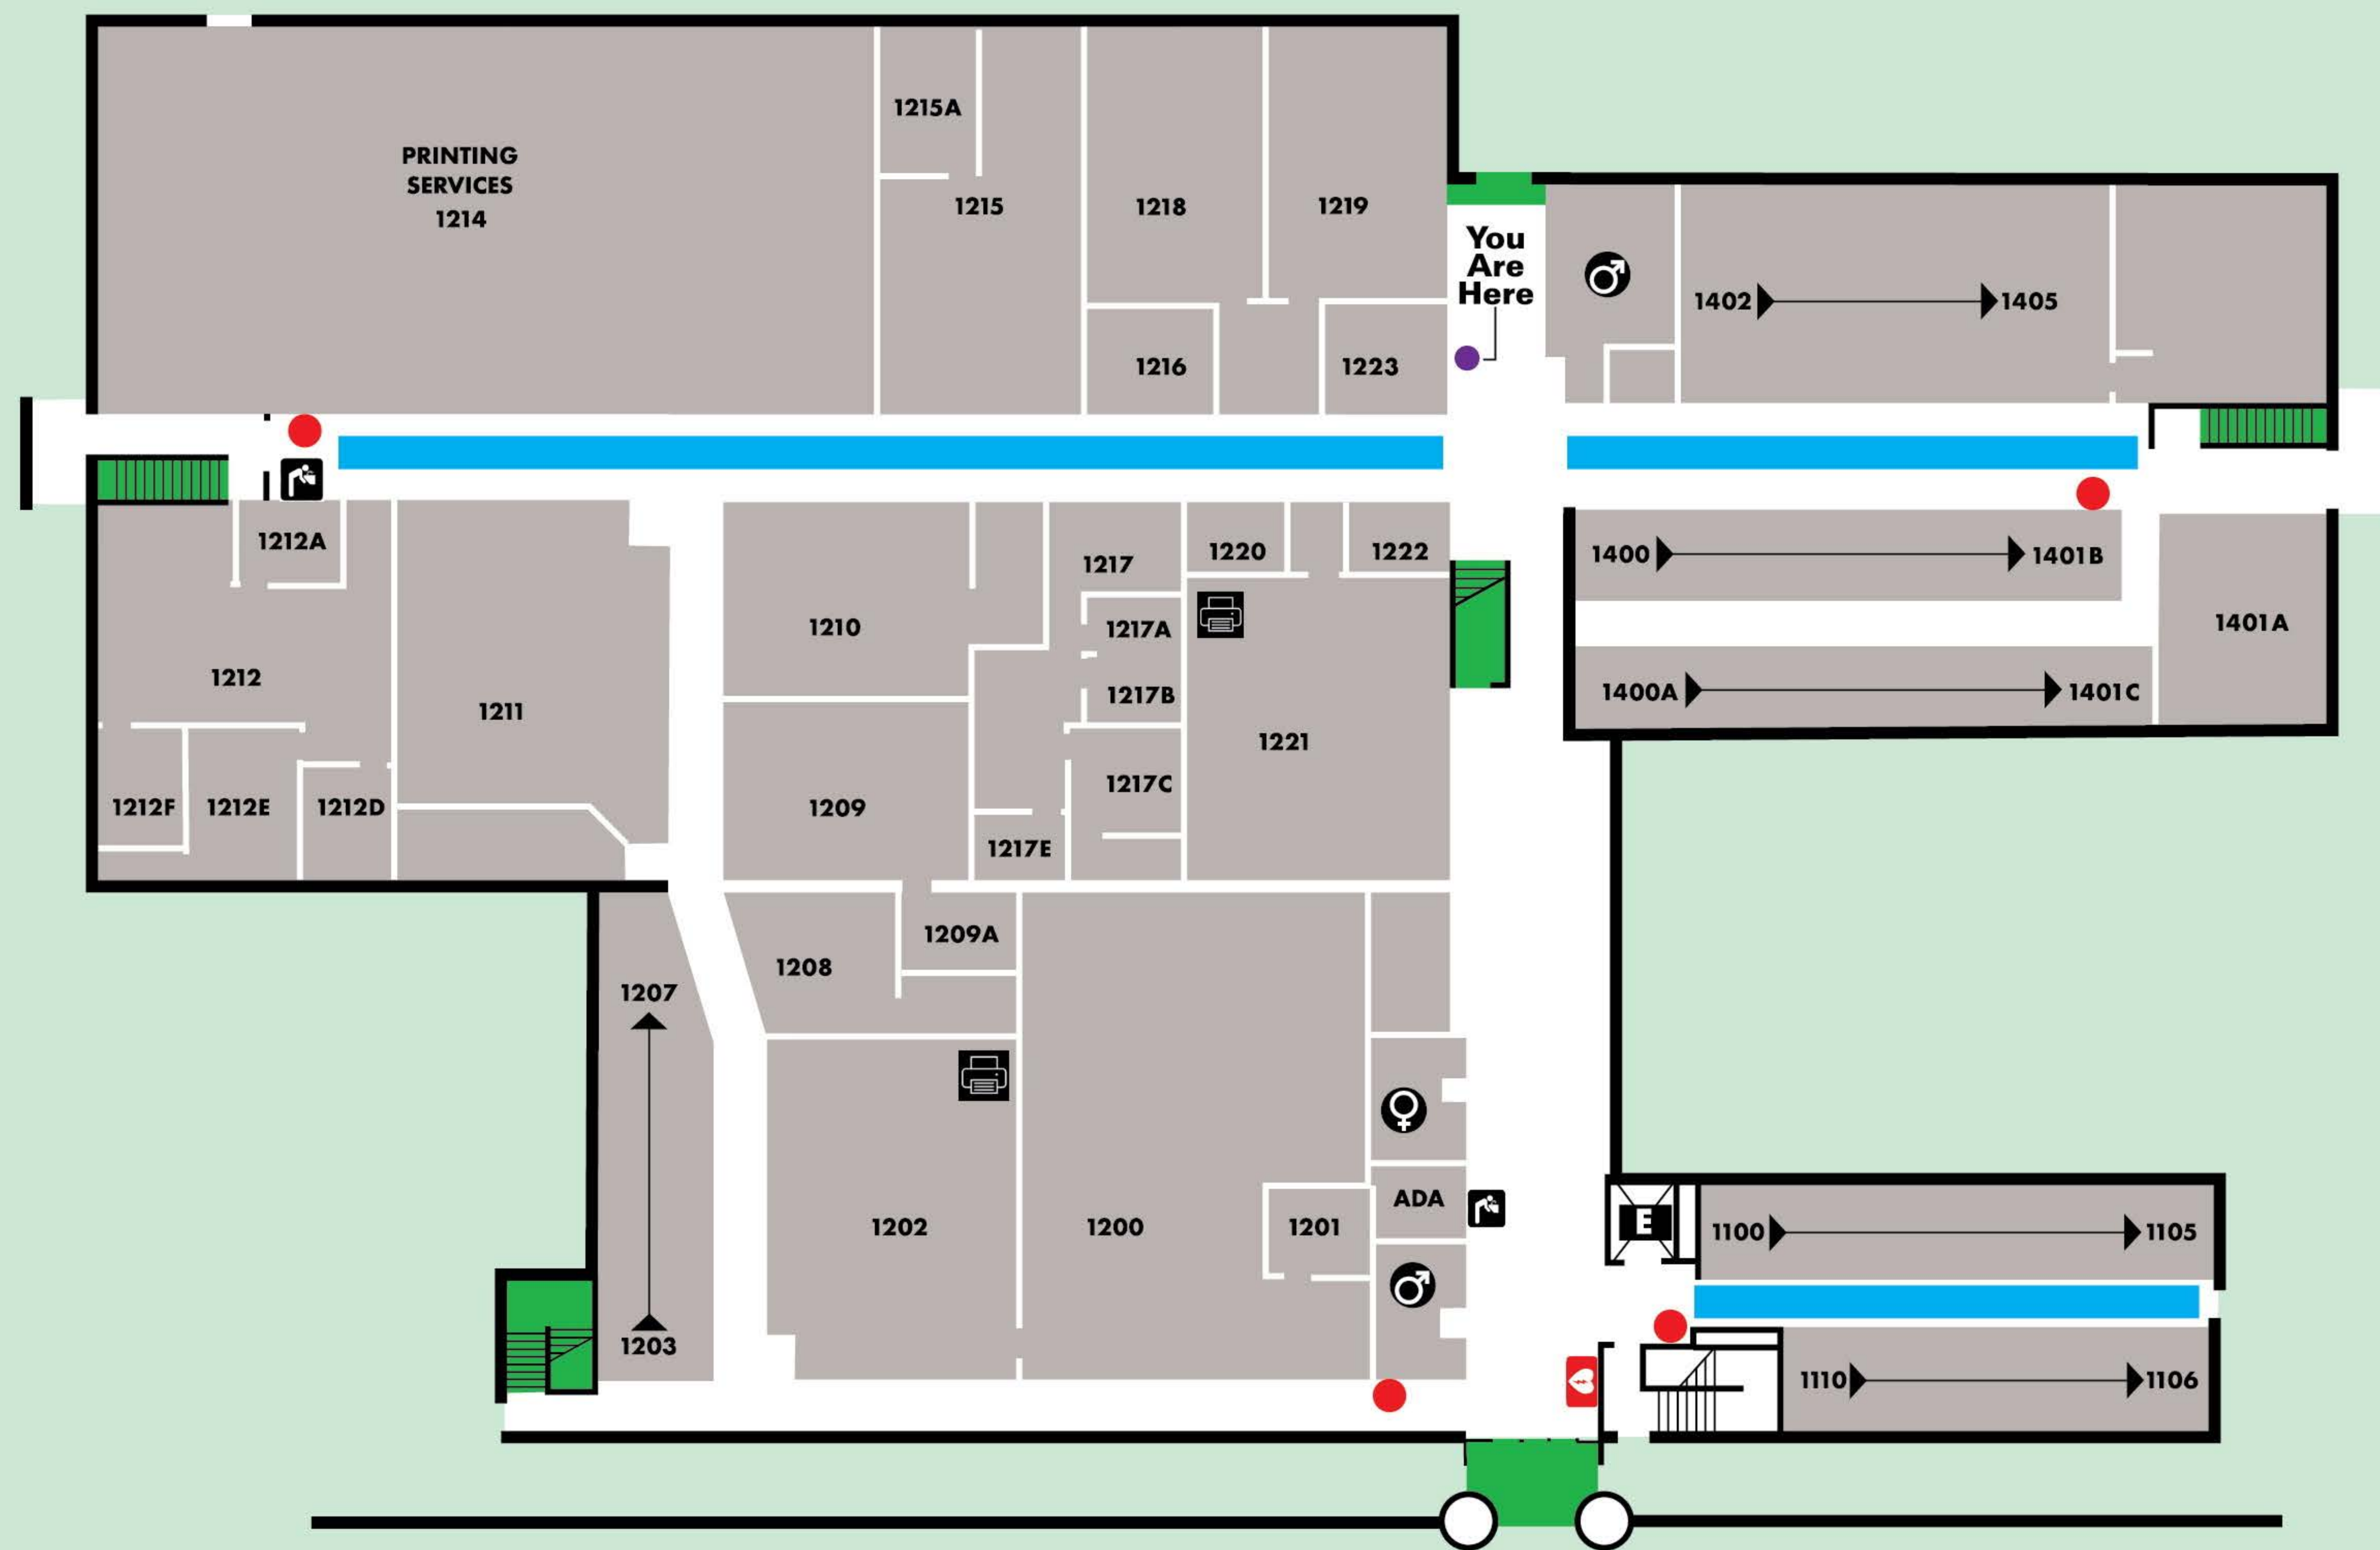 PRINTING
SERVICES
1214
1215A
1215
1218
1219
1216
1223
You
Are
Here
1402
1405
1212A
1212
1211
1212F
1212E
1212D
1210
1209
1217
1217A
1217B
1217C
1217E
1220
1222
1221
1400
1401B
1401A
1400A
1401C
1207
1203
1208
1209A
1202
1200
1201
ADA
E
1100
1105
1110
1106